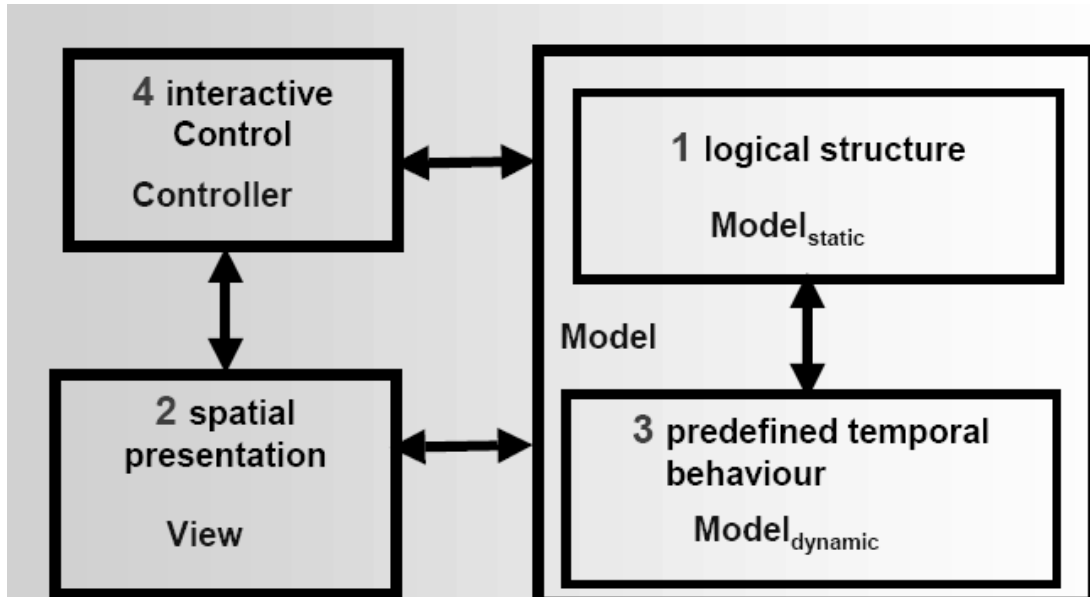 4 interactive
Control
Controller
1 logical structure
Modelstatic
Model
2 spatial
presentation
View
3 predefined temporal
behaviour
Modeldynamic